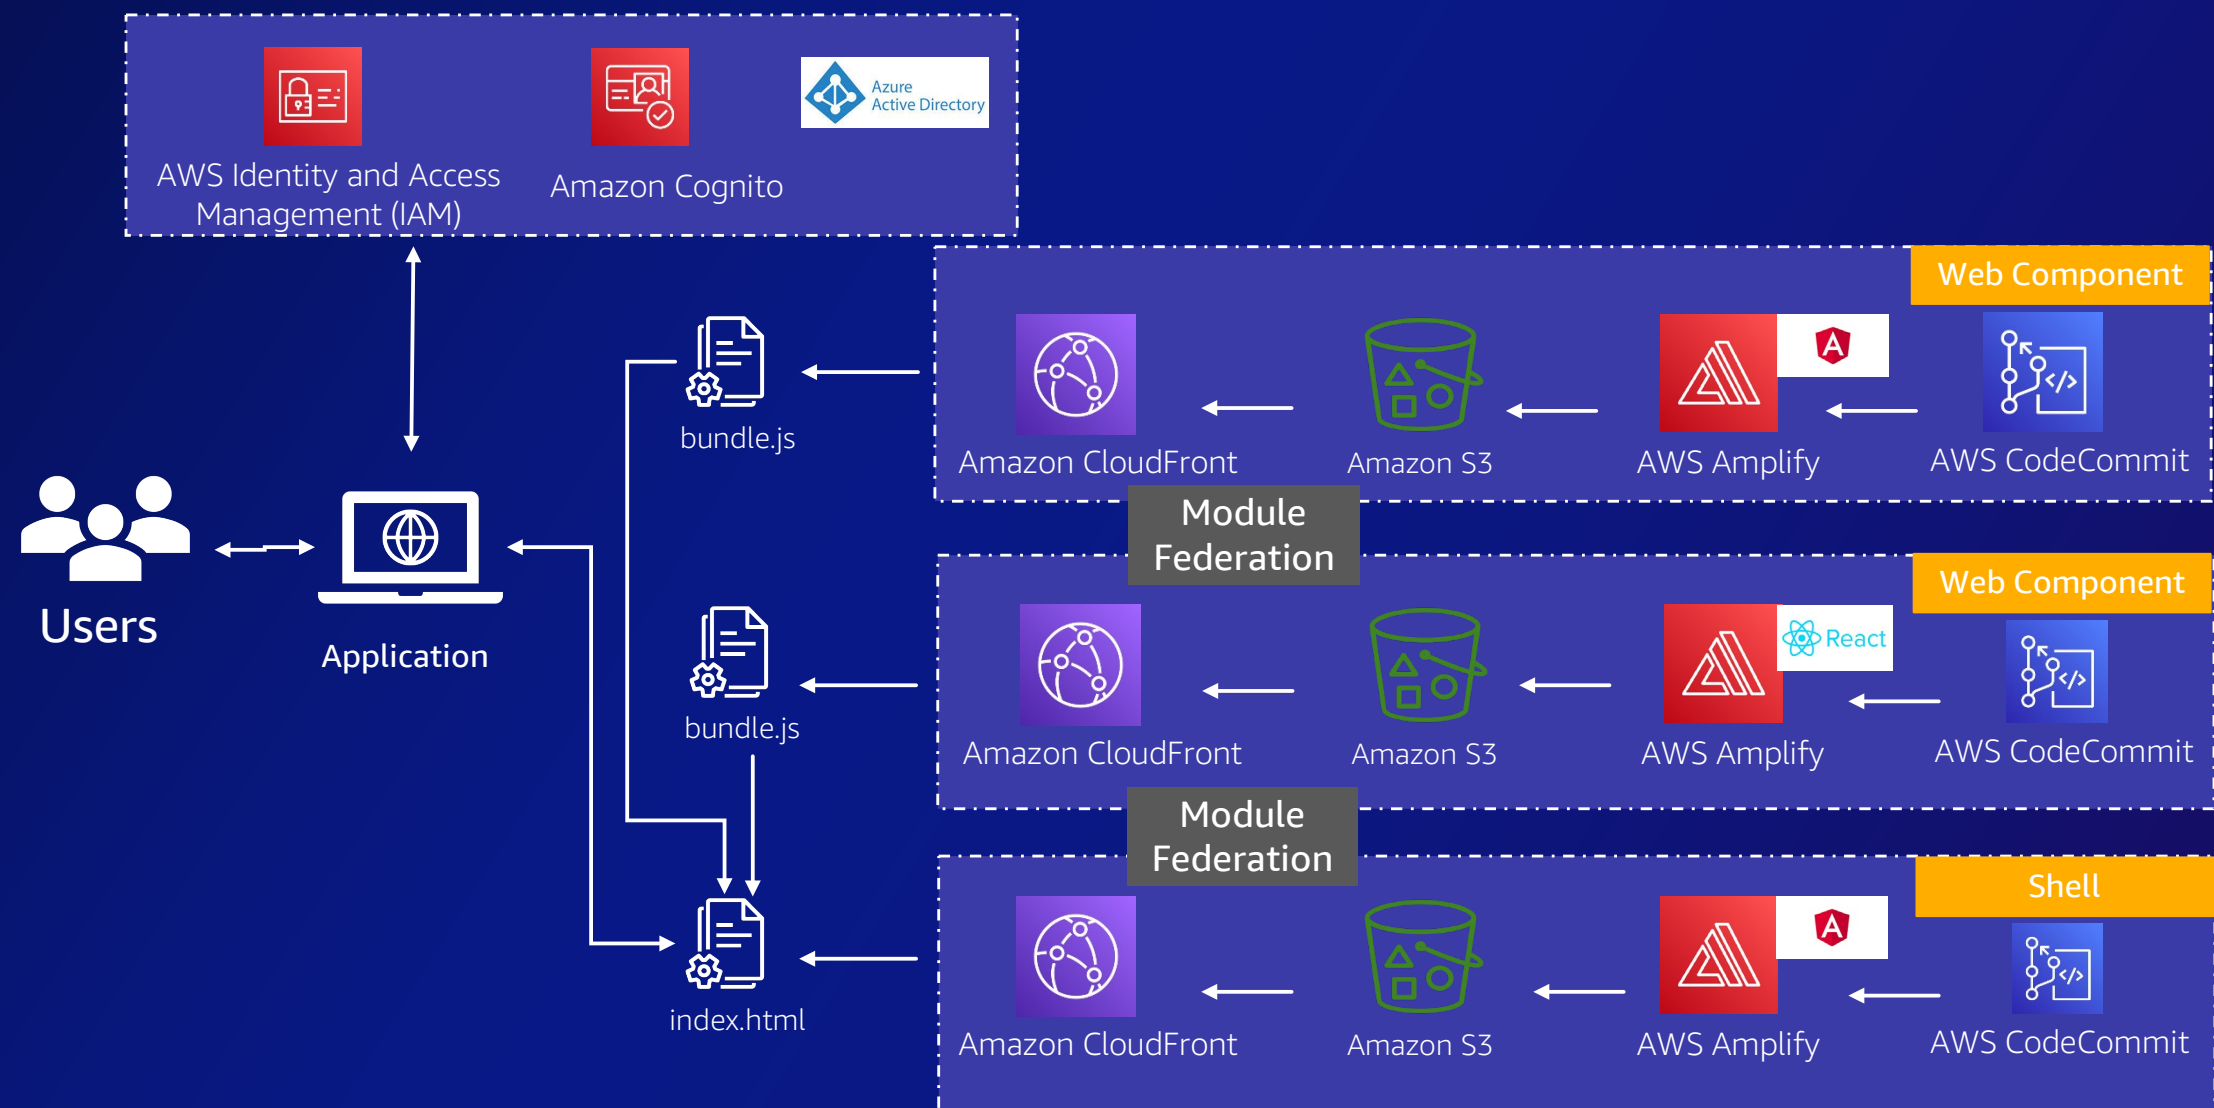 AWS Identity and Access
Management (IAM)
Amazon Cognito
Azure
Active Directory
Web Component
bundle.js
Amazon CloudFront
Amazon S3
AWS Amplify
AWS CodeCommit
Module
Federation
Users
Application
Web Component
React
bundle.js
Amazon CloudFront
Amazon S3
AWS Amplify
AWS CodeCommit
Module
Federation
Shell
index.html
Amazon CloudFront
Amazon S3
AWS Amplify
AWS CodeCommit